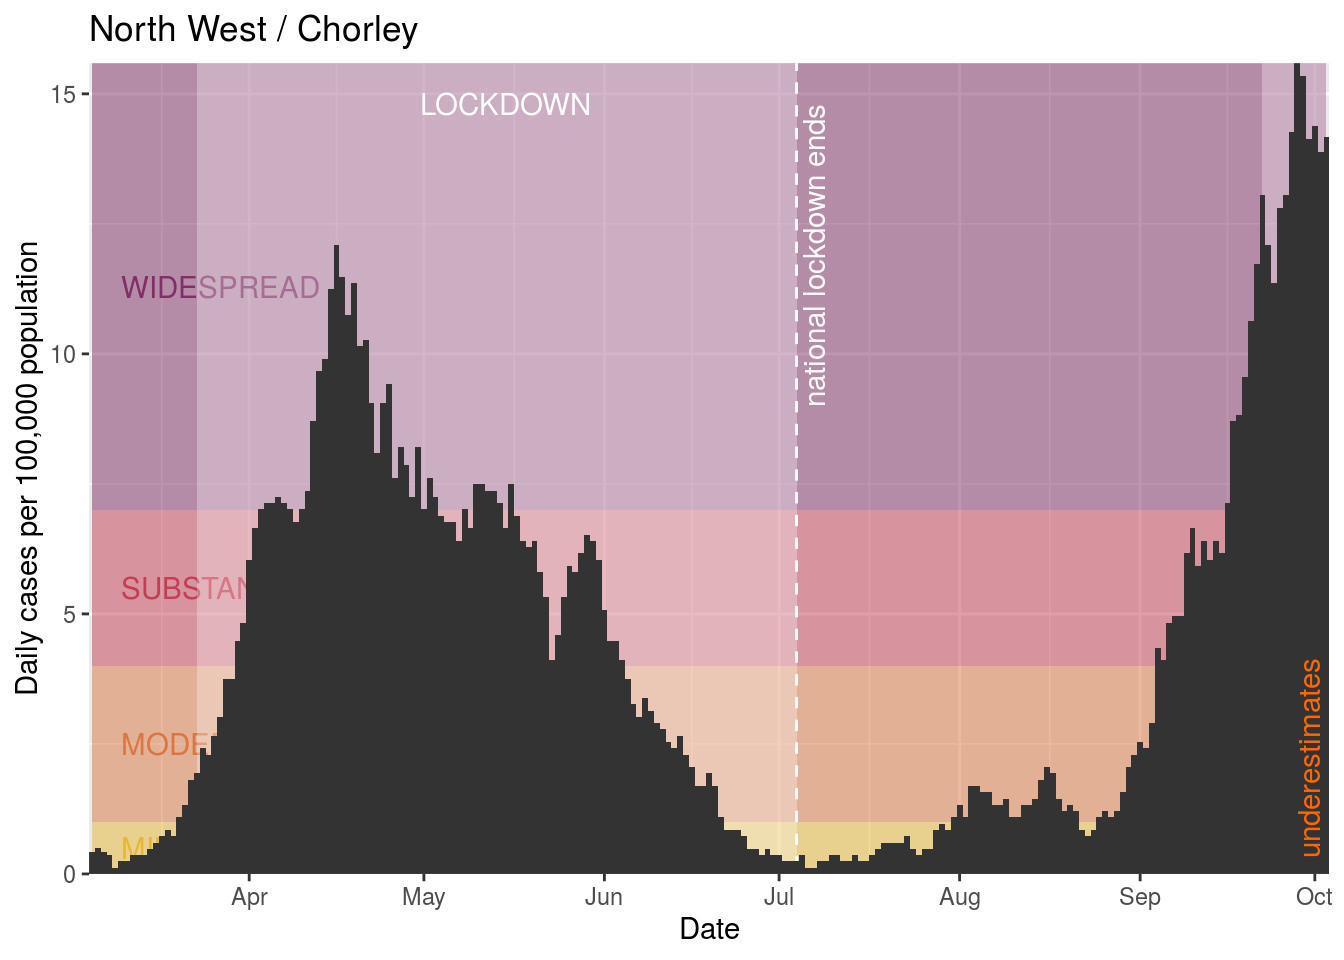 North West / Chorley
Daily cases per 100,000 population
15
10
5
0
LOCKDOWN
national lockdown ends
WIDESPREAD
SUBSTAN
MODE
MI
underestimates
Apr
May
Jun
Jul
Aug
Sep
Oct
Date